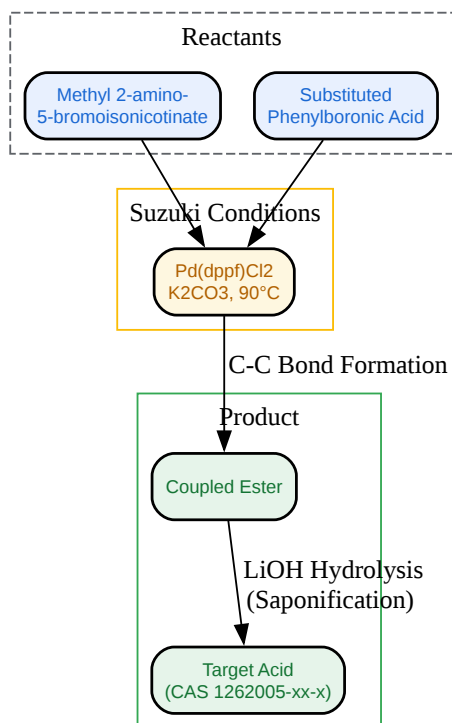 Reactants
Methyl 2-amino-
5-bromoisonicotinate
Substituted
Phenylboronic Acid
Suzuki Conditions
Pd(dppf)Cl2
K2CO3, 90°C
C-C Bond Formation
Product
Coupled Ester
LiOH Hydrolysis
(Saponification)
Target Acid
(CAS 1262005-xx-x)